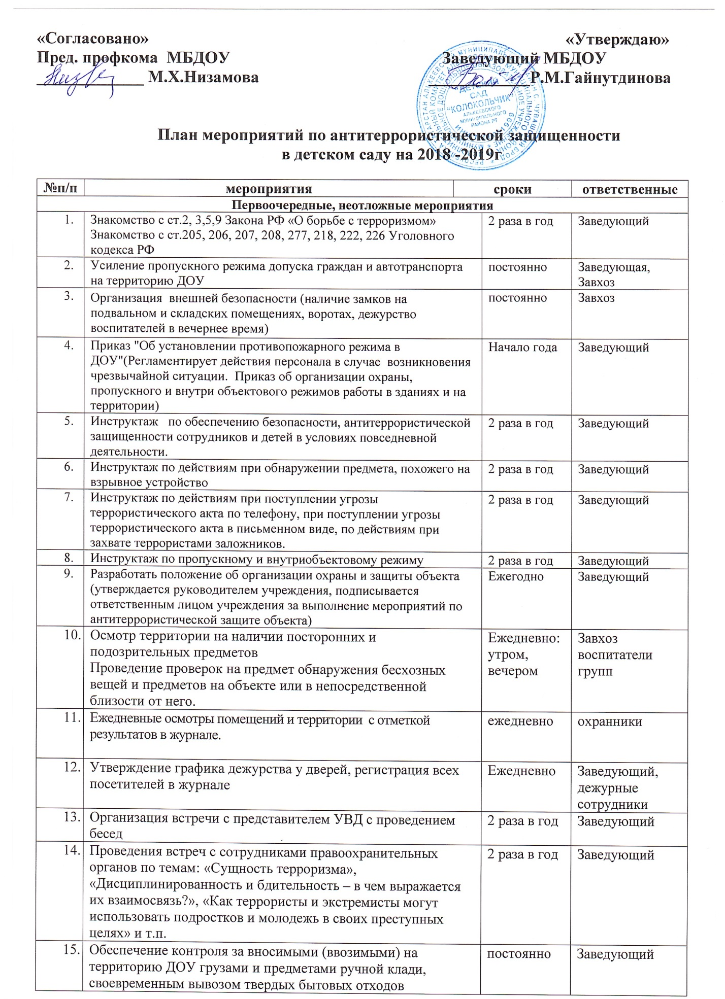 «Согласовано» «Утверждаю»
Пред. профкома МБДОУ Заведующий МБДОУ
М.Х.Низамова Р.М.Гайнутдинова
ДЕТСКИЙ
САД
"КОЛОКОЛЬЧИК"
АЛЬКЕЕВСКОГО
МУНИЦИПАЛЬНОГО
РАЙОНА РТ
План мероприятий по антитеррористической защищенности
в детском саду на 2018 -2019г
№п/п мероприятия сроки ответственные
Первоочередные, неотложные мероприятия
1. Знакомство с ст.2, 3,5,9 Закона РФ «О борьбе с терроризмом» 2 раза в год Заведующий
Знакомство с ст.205, 206, 207, 208, 277, 218, 222, 226 Уголовного
кодекса РФ
2. Усиление пропускного режима допуска граждан и автотранспорта постоянно Заведующая,
на территорию ДОУ Завхоз
3. Организация внешней безопасности (наличие замков на постоянно Завхоз
подвальном и складских помещениях, воротах, дежурство
воспитателей в вечернее время)
4. Приказ "Об установлении противопожарного режима в Начало года Заведующий
ДОУ"(Регламентирует действия персонала в случае возникновения
чрезвычайной ситуации. Приказ об организации охраны,
пропускного и внутри объектового режимов работы в зданиях и на
территории)
5. Инструктаж по обеспечению безопасности, антитеррористической 2 раза в год Заведующий
защищенности сотрудников и детей в условиях повседневной
деятельности.
6. Инструктаж по действиям при обнаружении предмета, похожего на 2 раза в год Заведующий
взрывное устройство
7. Инструктаж по действиям при поступлении угрозы 2 раза в год Заведующий
террористического акта по телефону, при поступлении угрозы
террористического акта в письменном виде, по действиям при
захвате террористами заложников.
8. Инструктаж по пропускному и внутриобъектовому режиму 2 раза в год Заведующий
9. Разработать положение об организации охраны и защиты объекта Ежегодно Заведующий
(утверждается руководителем учреждения, подписывается
ответственным лицом учреждения за выполнение мероприятий по
антитеррористической защите объекта)
10. Осмотр территории на наличии посторонних и Ежедневно: Завхоз
подозрительных предметов утром, воспитатели
Проведение проверок на предмет обнаружения бесхозных вечером групп
вещей и предметов на объекте или в непосредственной
близости от него.
11. Ежедневные осмотры помещений и территории с отметкой ежедневно охранники
результатов в журнале.
12. Утверждение графика дежурства у дверей, регистрация всех Ежедневно Заведующий,
посетителей в журнале дежурные
сотрудники
13. Организация встречи с представителем УВД с проведением 2 раза в год Заведующий
бесед
14. Проведения встреч с сотрудниками правоохранительных 2 раза в год Заведующий
органов по темам: «Сущность терроризма»,
«Дисциплинированность и бдительность – в чем выражается
их взаимосвязь?», «Как террористы и экстремисты могут
использовать подростков и молодежь в своих преступных
целях» и т.п.
15. Обеспечение контроля за вносимыми (ввозимыми) на постоянно Заведующий
территорию ДОУ грузами и предметами ручной клади,
своевременным вывозом твердых бытовых отходов